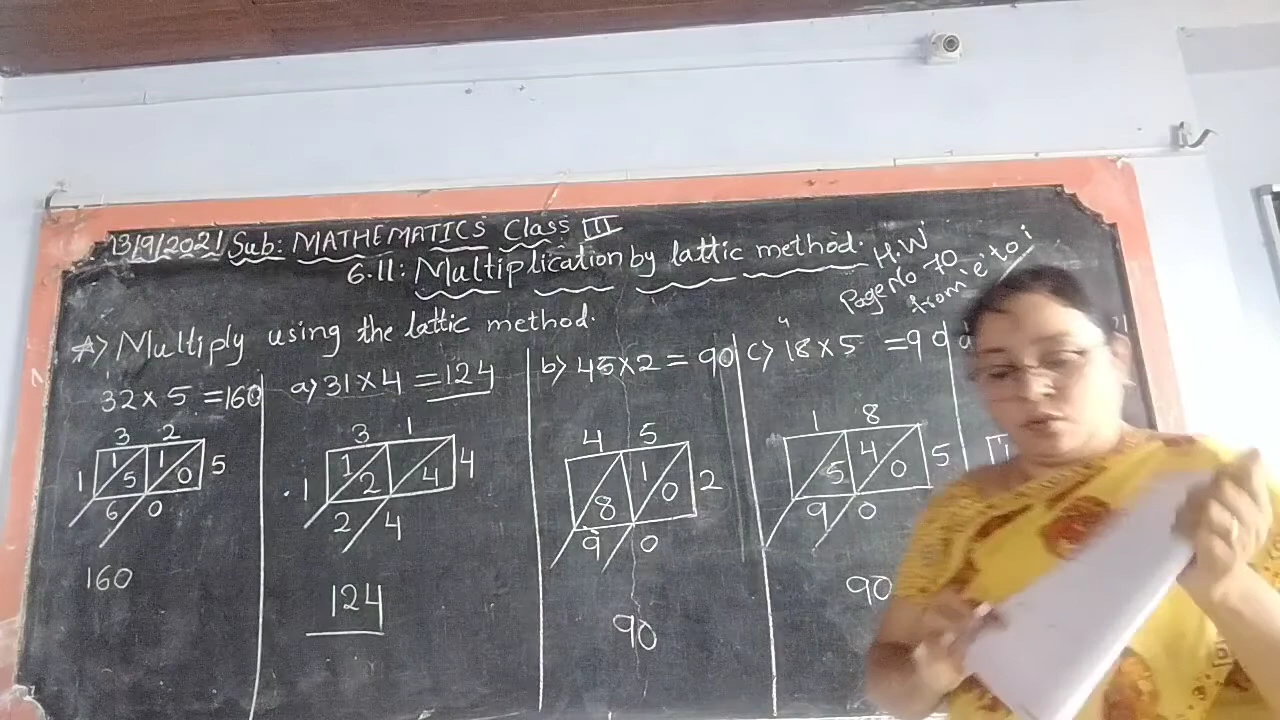 13/9/2021 Sub: MATHEMATICS Class III
6.11: Multiplication by lattic method.
H.W
Page No 70
from 'e' to i
A> Multiply using the lattic method.
32 × 5 = 160
3 2
1 1 5 1 0 5
6 0
160
a) 31 × 4 = 124
3 1
1 1 2 4 4
2 4
124
b) 45 × 2 = 90
4 5
8 1 0 2
9 0
90
c) 18 × 5 = 90
4
1 8
5 4 0 5
9 0
90